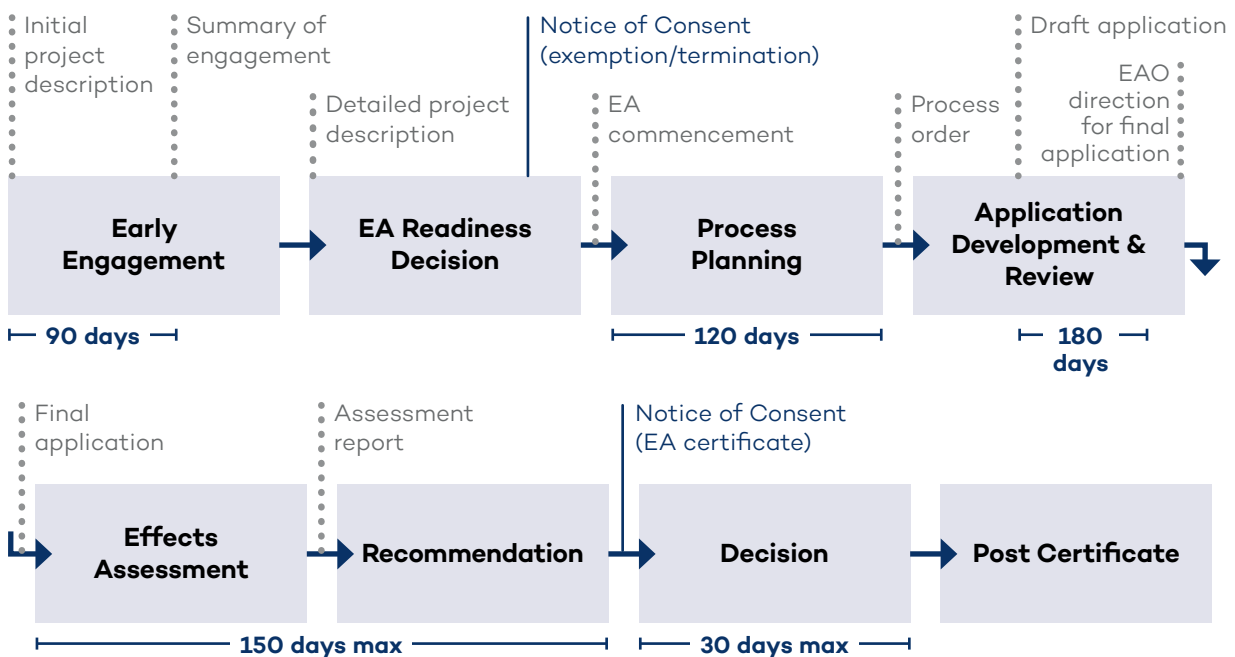 Initial
project
description
Summary of
engagement
Detailed project
description
Notice of Consent
(exemption/termination)
EA
commencement
Process
order
Draft application
EAO
direction
for final
application
Early
Engagement
EA Readiness
Decision
Process
Planning
Application
Development &
Review
90 days
120 days
180
days
Final
application
Assessment
report
Notice of Consent
(EA certificate)
Effects
Assessment
Recommendation
Decision
Post Certificate
150 days max
30 days max